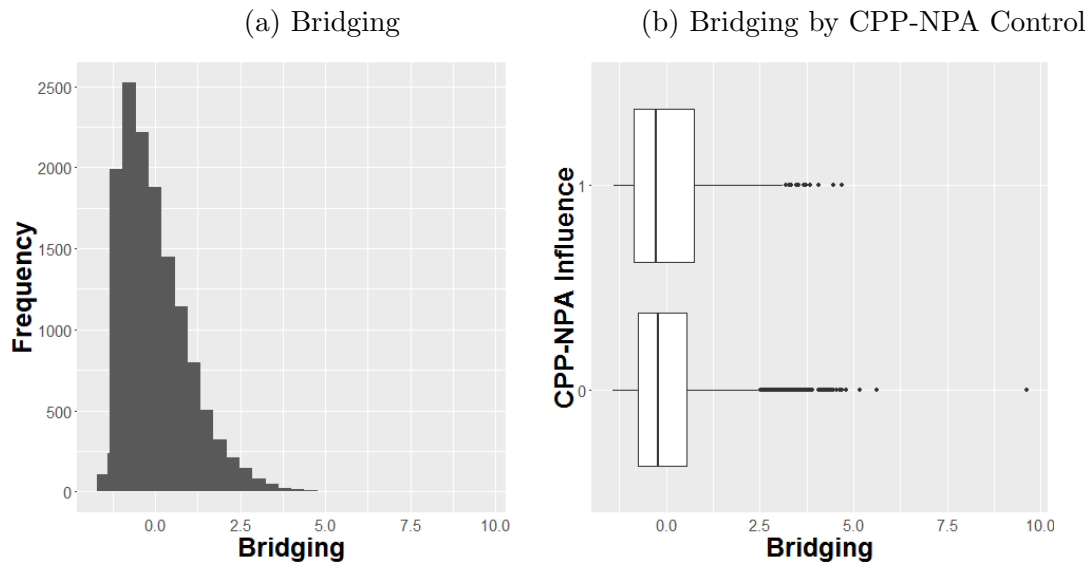 (a) Bridging
2500
2000
1500
1000
500
0
Frequency
0.0 2.5 5.0 7.5 10.0
Bridging
(b) Bridging by CPP-NPA Control
1
0
CPP-NPA Influence
0.0 2.5 5.0 7.5 10.0
Bridging